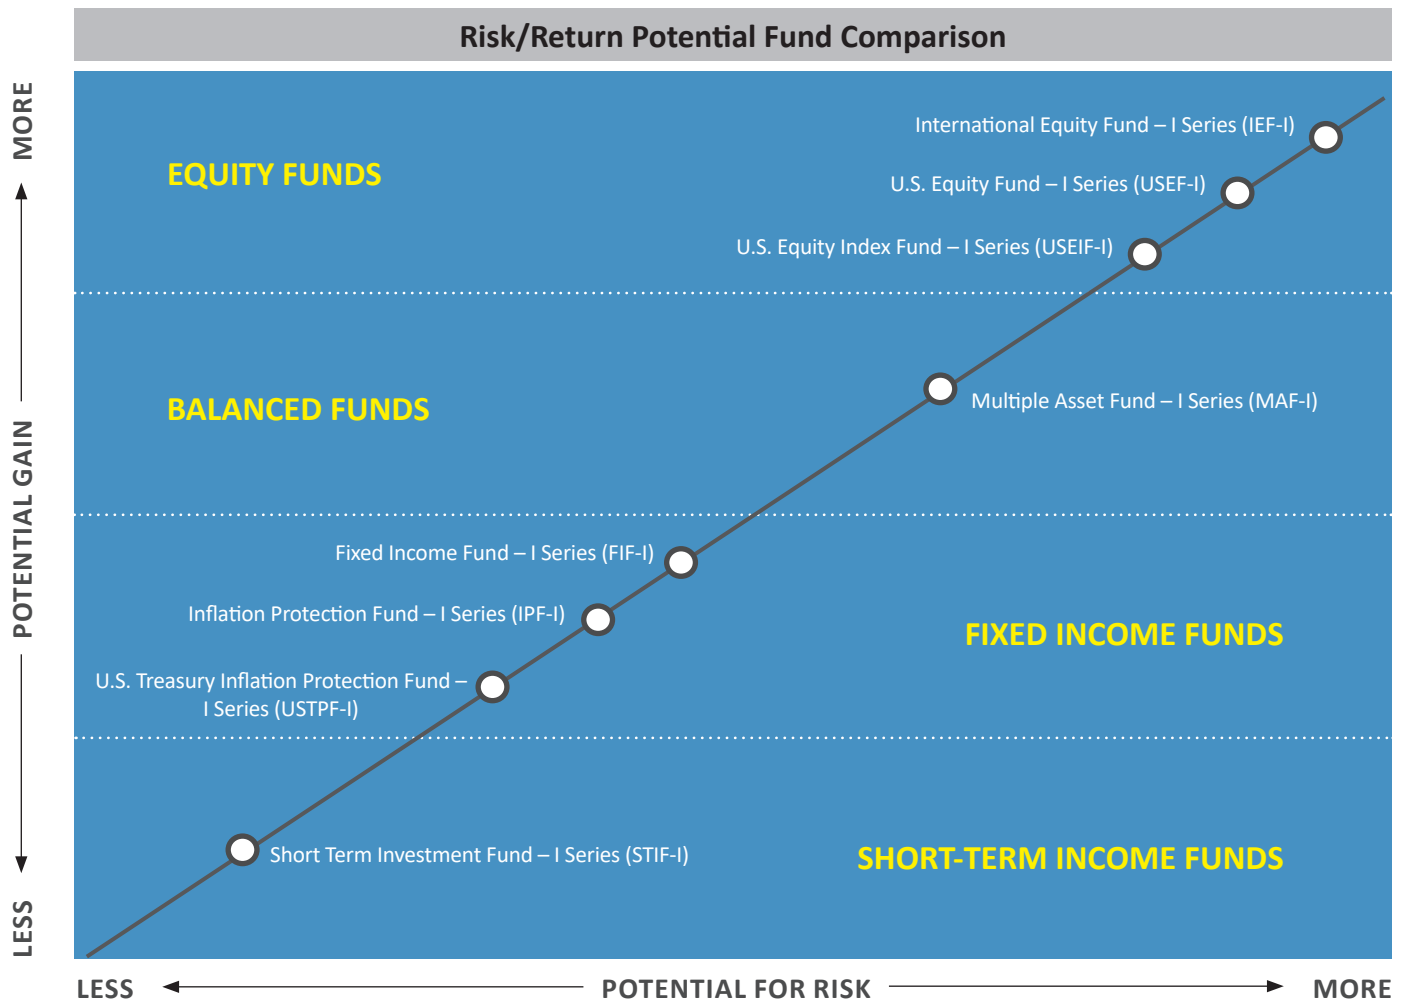 Risk/Return Potential Fund Comparison
MORE
POTENTIAL GAIN
LESS
EQUITY FUNDS
International Equity Fund – I Series (IEF-I)
U.S. Equity Fund – I Series (USEF-I)
U.S. Equity Index Fund – I Series (USEIF-I)
BALANCED FUNDS
Multiple Asset Fund – I Series (MAF-I)
Fixed Income Fund – I Series (FIF-I)
Inflation Protection Fund – I Series (IPF-I)
FIXED INCOME FUNDS
U.S. Treasury Inflation Protection Fund –
I Series (USTPF-I)
Short Term Investment Fund – I Series (STIF-I)
SHORT-TERM INCOME FUNDS
LESS
POTENTIAL FOR RISK
MORE